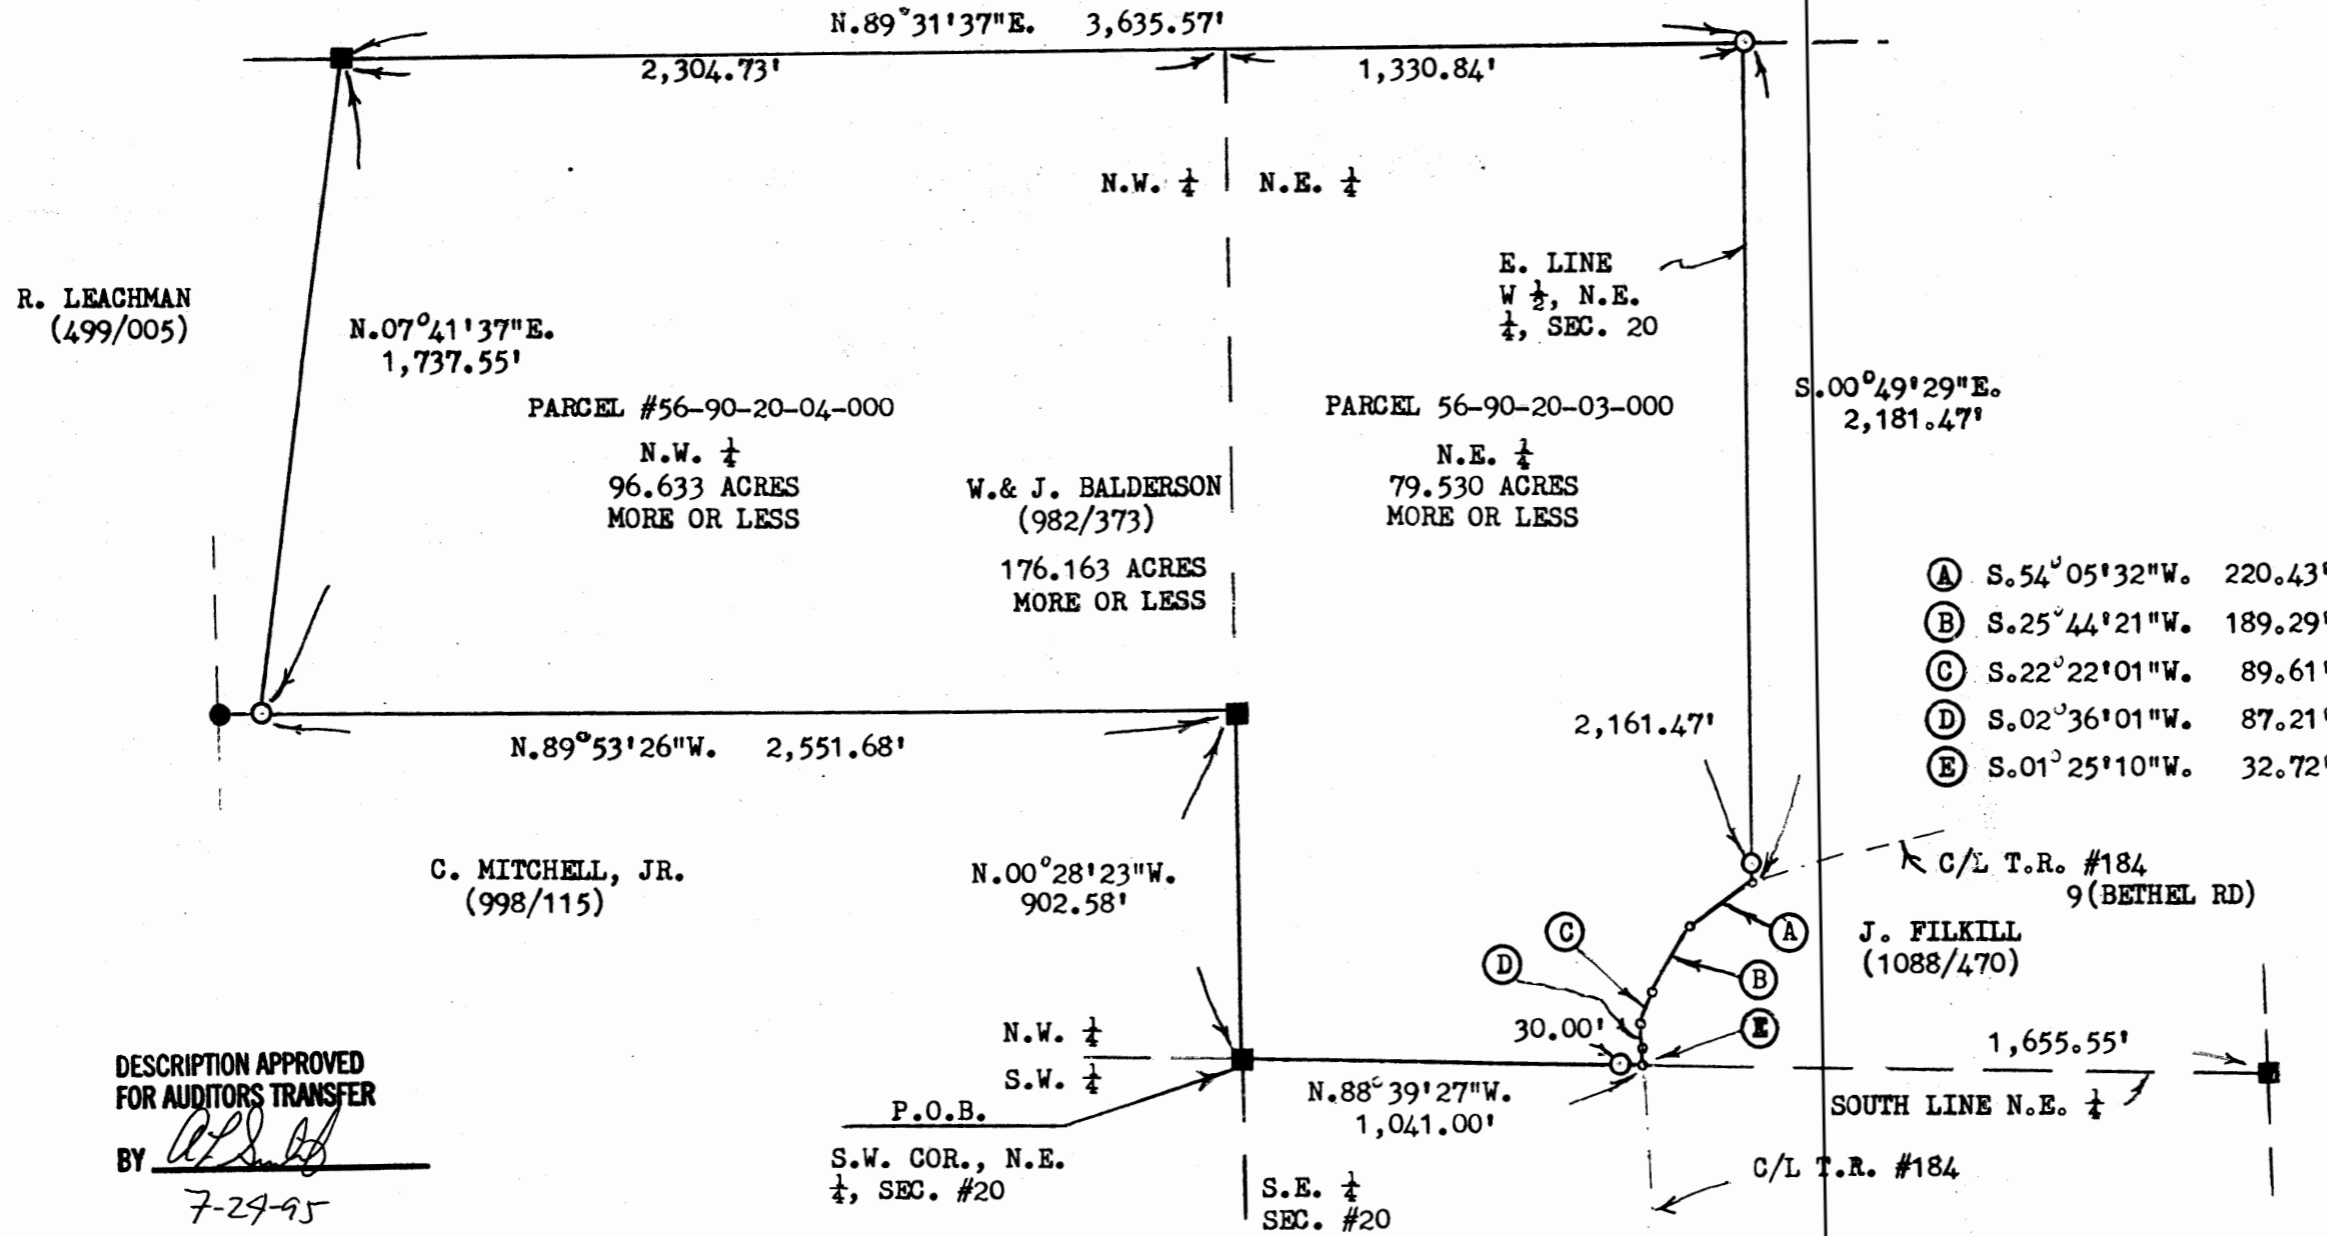 N.89°31'37"E. 3,635.57'
2,304.73'
1,330.84'
N.W. ¼
N.E. ¼
E. LINE
W ½, N.E.
¼, SEC. 20
R. LEACHMAN
(499/005)
N.07°41'37"E.
1,737.55'
S.00°49'29"E.
2,181.47'
PARCEL #56-90-20-04-000
N.W. ¼
96.633 ACRES
MORE OR LESS
W.& J. BALDERSON
(982/373)
176.163 ACRES
MORE OR LESS
PARCEL 56-90-20-03-000
N.E. ¼
79.530 ACRES
MORE OR LESS
A S.54°05'32"W. 220.43'
B S.25°44'21"W. 189.29'
C S.22°22'01"W. 89.61'
D S.02°36'01"W. 87.21'
E S.01°25'10"W. 32.72'
N.89°53'26"W. 2,551.68'
2,161.47'
C. MITCHELL, JR.
(998/115)
N.00°28'23"W.
902.58'
C/L T.R. #184
9(BETHEL RD)
J. FILKILL
(1088/470)
A
B
C
D
E
30.00'
1,655.55'
N.W. ¼
S.W. ¼
N.88°39'27"W.
1,041.00'
SOUTH LINE N.E. ¼
P.O.B.
S.W. COR., N.E.
¼, SEC. #20
S.E. ¼
SEC. #20
C/L T.R. #184
DESCRIPTION APPROVED
FOR AUDITORS TRANSFER
BY
7-24-95